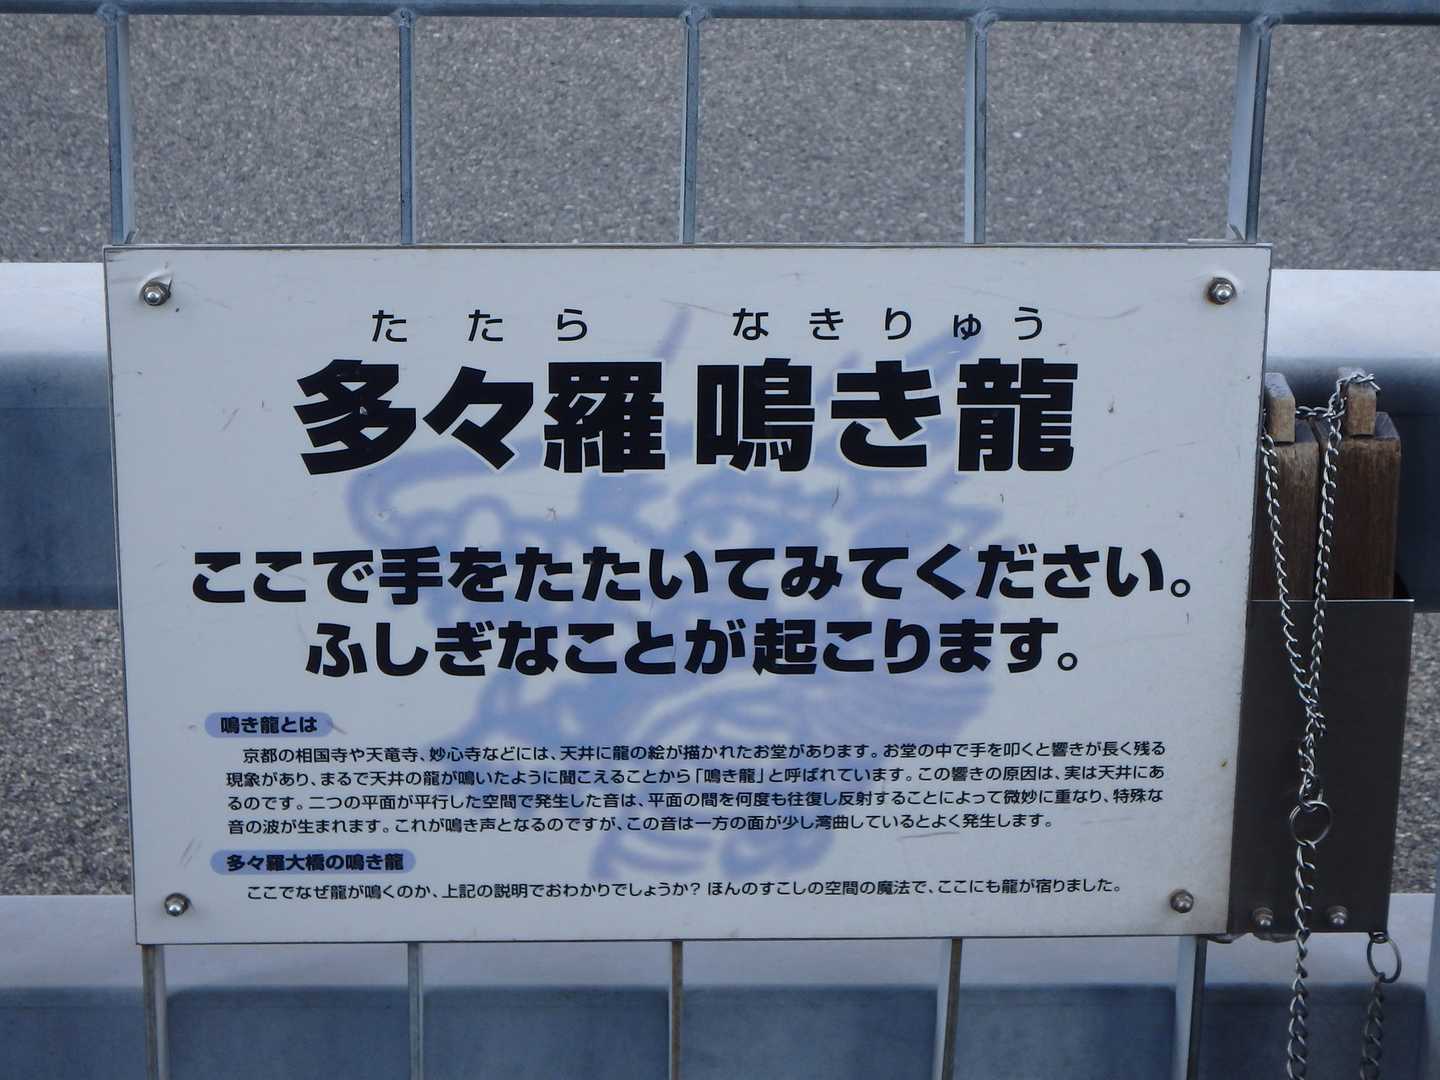 たたら なきりゅう
多々羅 鳴き龍
ここで手をたたいてみてください。
ふしぎなことが起こります。
鳴き龍とは
京都の相国寺や天竜寺、妙心寺などには、天井に龍の絵が描かれたお堂があります。お堂の中で手を叩くと響きが長く残る
現象があり、まるで天井の龍が鳴いたように聞こえることから「鳴き龍」と呼ばれています。この響きの原因は、実は天井にあ
るのです。二つの平面が平行した空間で発生した音は、平面の間を何度も往復し反射することによって微妙に重なり、特殊な
音の波が生まれます。これが鳴き声となるのですが、この音は一方の面が少し湾曲しているとよく発生します。
多々羅大橋の鳴き龍
ここでなぜ龍が鳴くのか、上記の説明でおわかりでしょうか？ ほんのすこしの空間の魔法で、ここにも龍が宿りました。